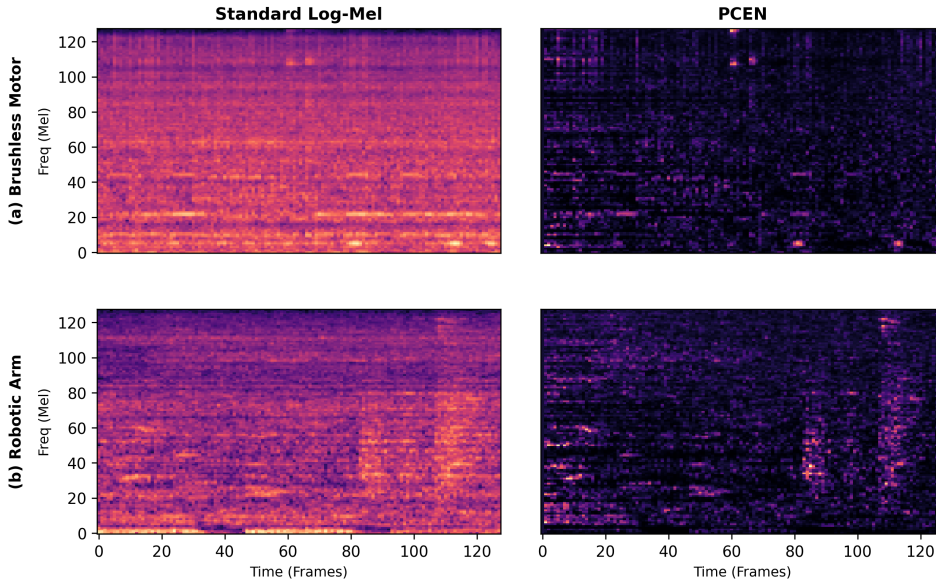 Standard Log-Mel
PCEN
(a) Brushless Motor
Freq (Mel)
120
100
80
60
40
20
0
(b) Robotic Arm
Freq (Mel)
120
100
80
60
40
20
0
0 20 40 60 80 100 120
0 20 40 60 80 100 120
Time (Frames)
Time (Frames)